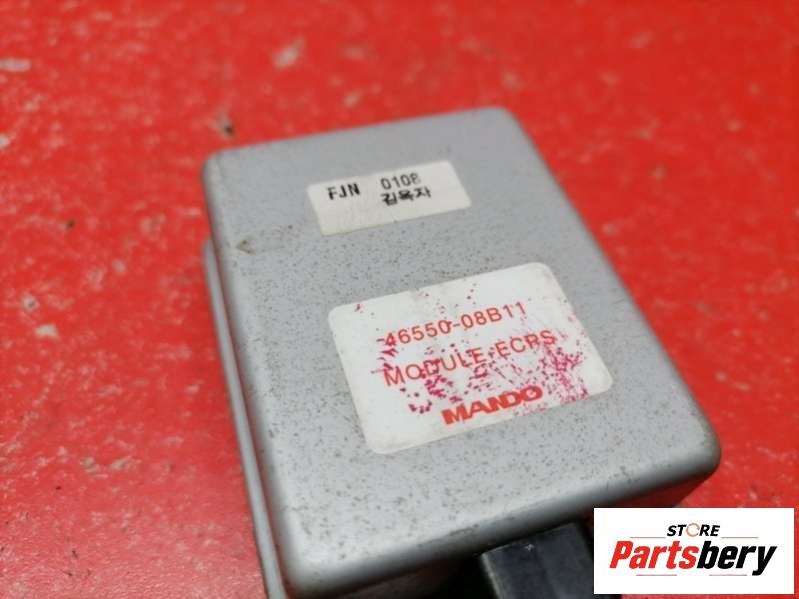 FJN 0108
김옥자
46550-08B11
MODULE-ECPS
MANDO
STORE
Partsbery